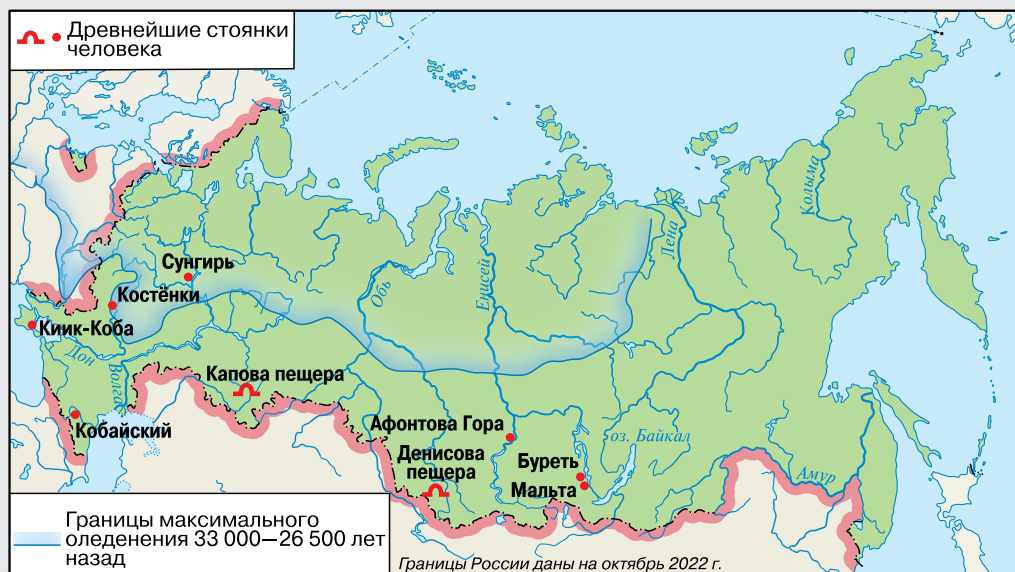 Древнейшие стоянки
человека
Колыма
Лена
Сунгирь
Обь
Енисей
Костёнки
Киик-Коба
Дон
Волга
Капова пещера
Кобайский
Афонтова Гора
оз. Байкал
Денисова
пещера
Буреть
Мальта
Амур
Границы максимального
оледенения 33 000—26 500 лет
назад
Границы России даны на октябрь 2022 г.